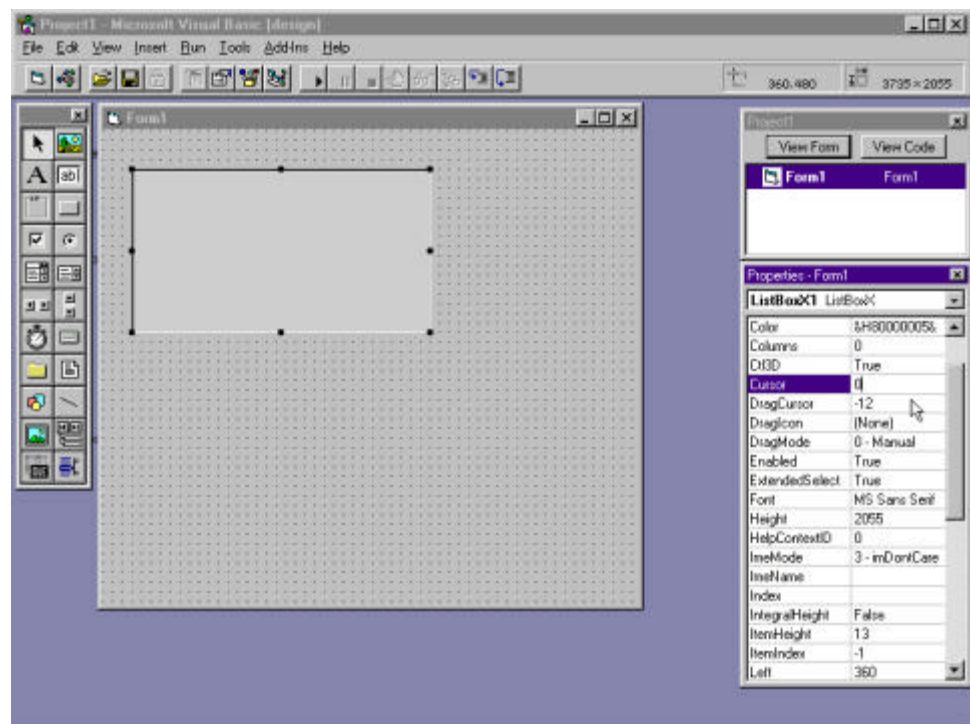 Project1 - Microsoft Visual Basic [design]
File Edit View Insert Run Tools Add-Ins Help
360,480 3735 × 2055
Form1
A ab|
Project1
View Form View Code
Form1 Form1
Properties - Form1
ListBoxX1 ListBoxX
Color &H80000005&
Columns 0
Ctl3D True
Cursor 0
DragCursor -12
DragIcon (None)
DragMode 0 - Manual
Enabled True
ExtendedSelect True
Font MS Sans Serif
Height 2055
HelpContextID 0
ImeMode 3 - imDontCare
ImeName
Index
IntegralHeight False
ItemHeight 13
ItemIndex -1
Left 360